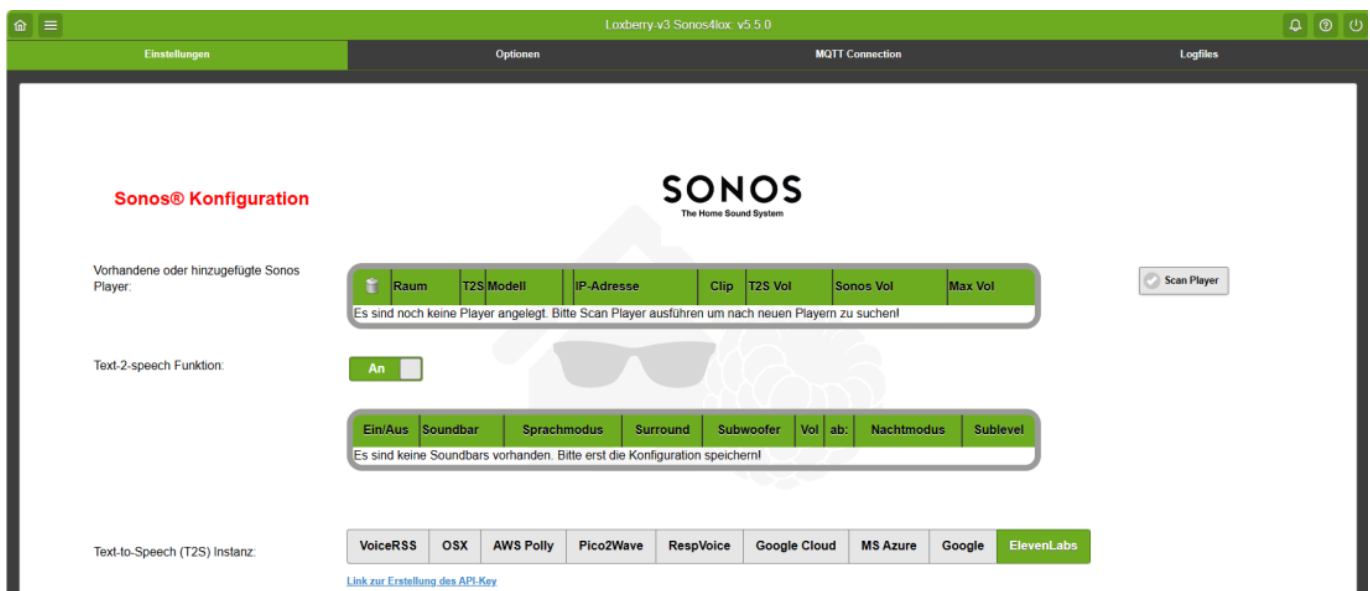 Loxberry-v3 Sonos4lox: v5.5.0
Einstellungen Optionen MQTT Connection Logfiles
SONOS
The Home Sound System
Sonos® Konfiguration
Vorhandene oder hinzugefügte Sonos
Player:
Raum T2S Modell IP-Adresse Clip T2S Vol Sonos Vol Max Vol
Scan Player
Es sind noch keine Player angelegt. Bitte Scan Player ausführen um nach neuen Playern zu suchen!
Text-2-speech Funktion:
An
Ein/Aus Soundbar Sprachmodus Surround Subwoofer Vol ab: Nachtmodus Sublevel
Es sind keine Soundbars vorhanden. Bitte erst die Konfiguration speichern!
Text-to-Speech (T2S) Instanz:
VoiceRSS OSX AWS Polly Pico2Wave RespVoice Google Cloud MS Azure Google ElevenLabs
Link zur Erstellung des API-Key